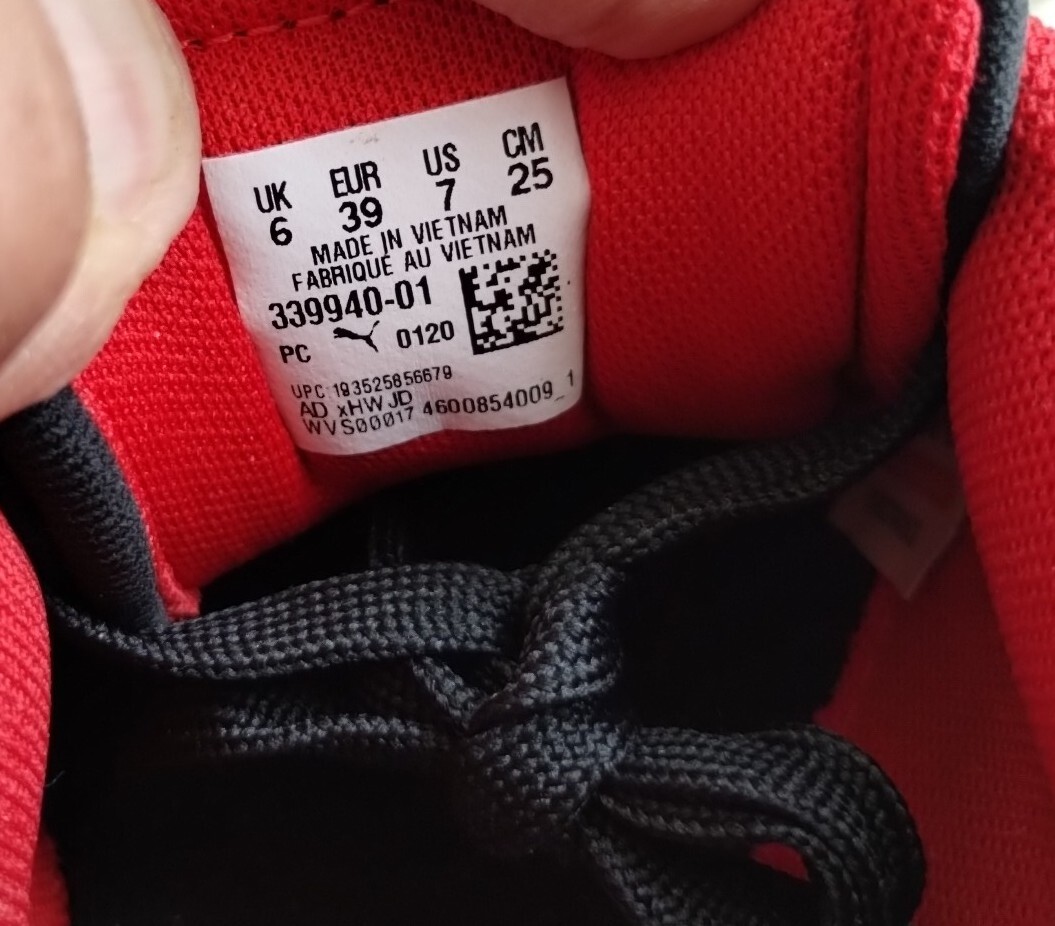 UK EUR US CM
6 39 7 25
MADE IN VIETNAM
FABRIQUE AU VIETNAM
339940-01
PC 0120
UPC: 193525856679
AD xHWJD
WVS00017 4600854009_1